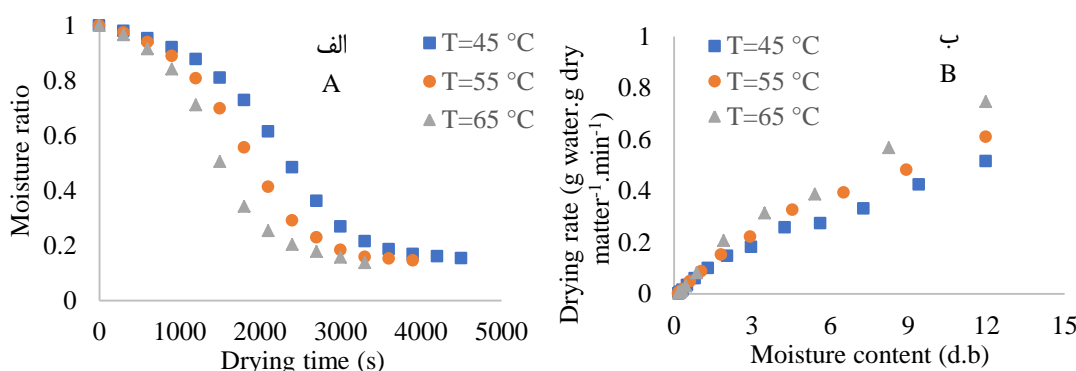 Moisture ratio
1
0.8
0.6
0.4
0.2
0
0 1000 2000 3000 4000 5000
Drying time (s)
الف
A
T=45 °C
T=55 °C
T=65 °C
Drying rate (g water.g dry
matter⁻¹.min⁻¹)
1
0.8
0.6
0.4
0.2
0
0 3 6 9 12 15
Moisture content (d.b)
ب
B
T=45 °C
T=55 °C
T=65 °C